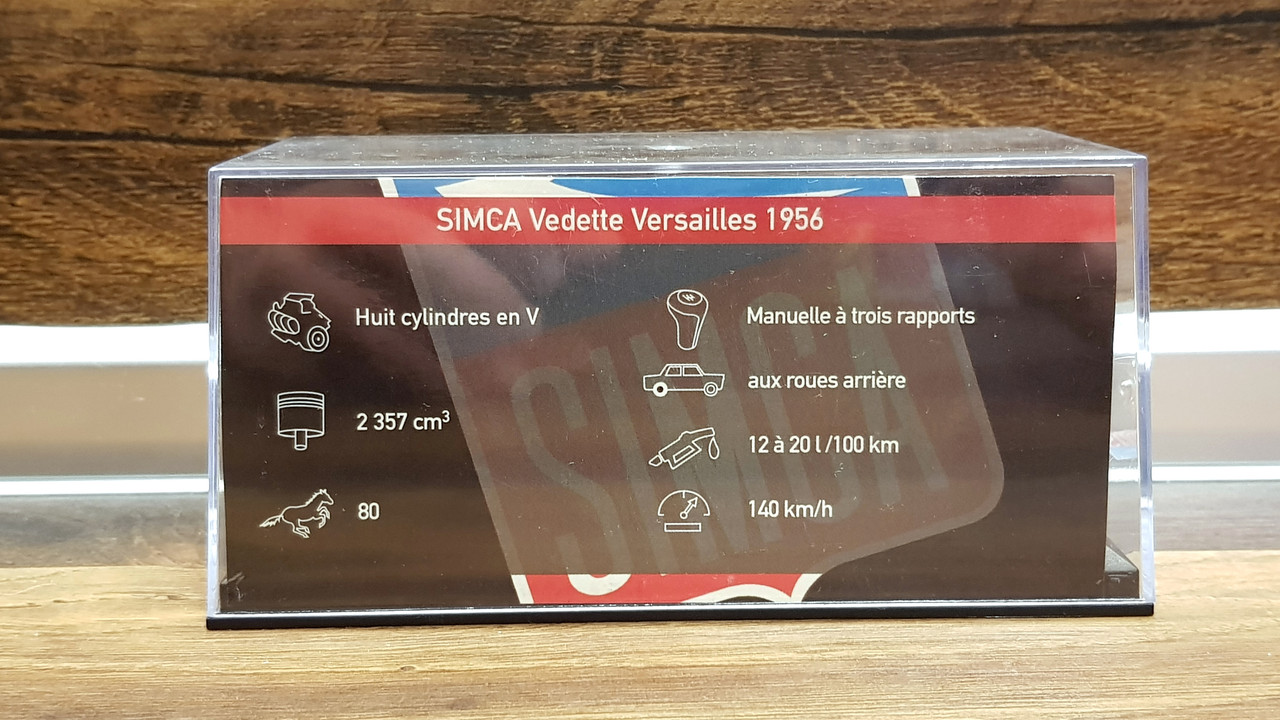 SIMCA Vedette Versailles 1956
Huit cylindres en V
2 357 cm³
80
Manuelle à trois rapports
aux roues arrière
12 à 20 l/100 km
140 km/h
SIMCA